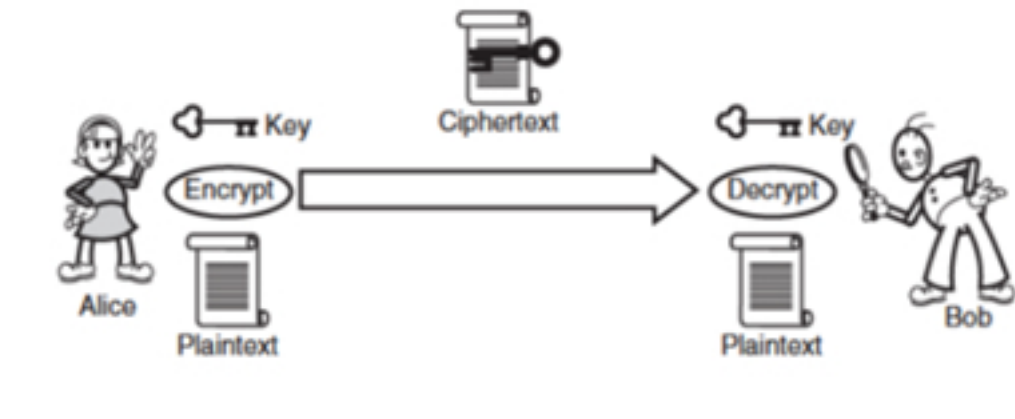 Ciphertext
Key
Key
Encrypt
Decrypt
Alice
Bob
Plaintext
Plaintext